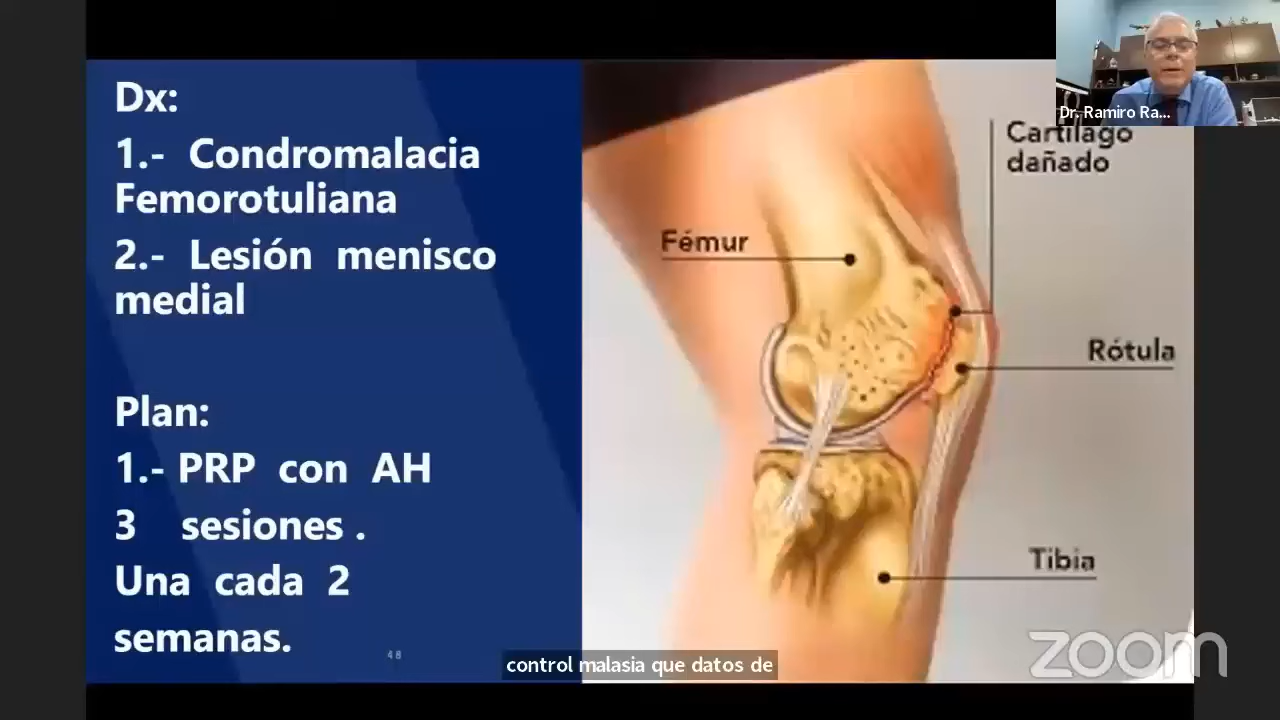 Dx:
1.- Condromalacia
Femorotuliana
2.- Lesión menisco
medial
Plan:
1.- PRP con AH
3 sesiones .
Una cada 2
semanas.
48
Fémur
Cartílago
dañado
Rótula
Tibia
Dr. Ramiro Ra...
control malasia que datos de
zoom